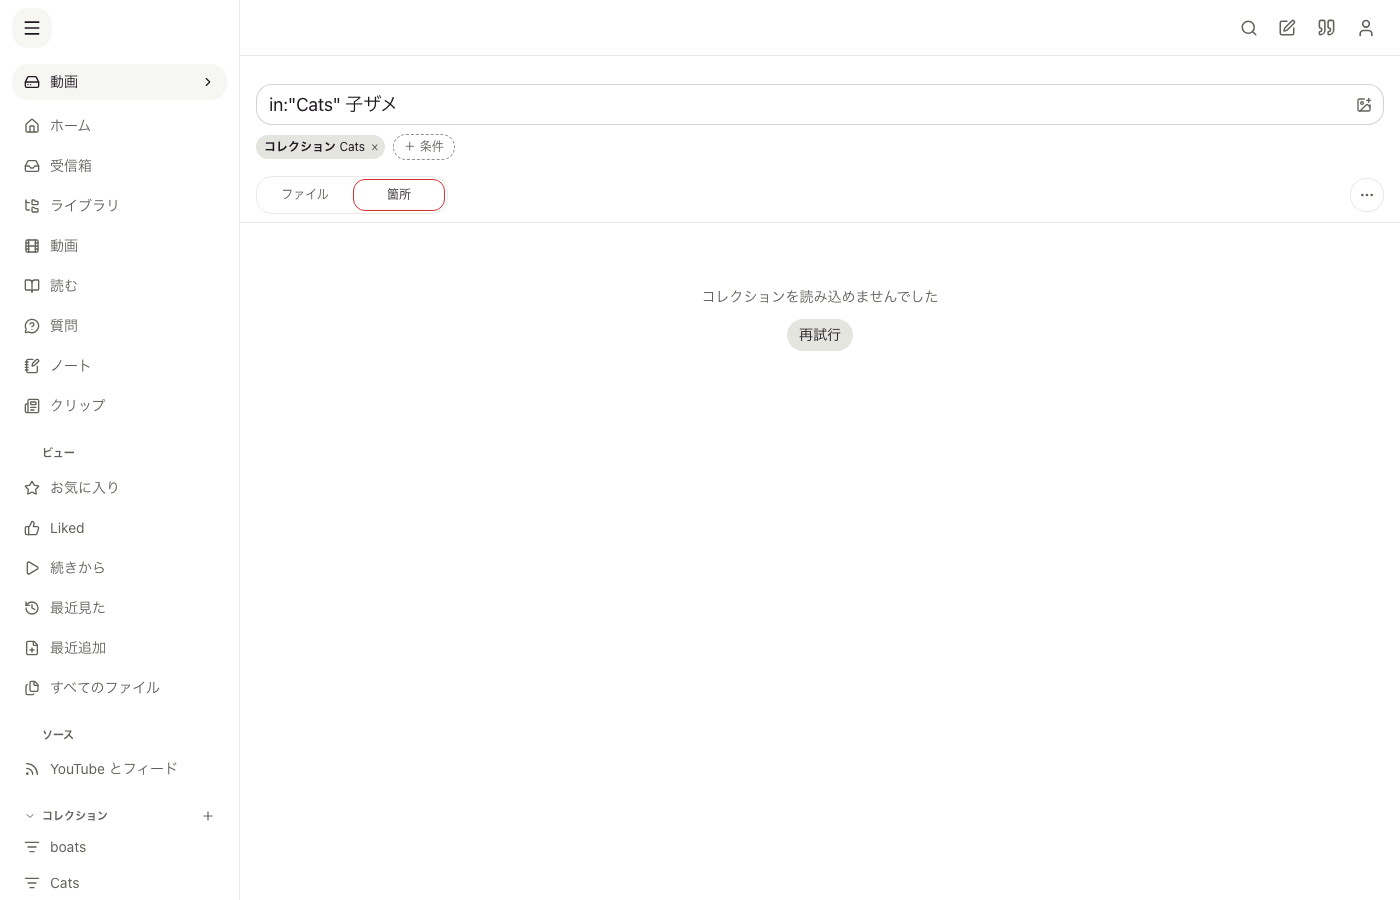 動画
ホーム
受信箱
ライブラリ
動画
読む
質問
ノート
クリップ
ビュー
お気に入り
Liked
続きから
最近見た
最近追加
すべてのファイル
ソース
YouTube とフィード
コレクション
boats
Cats
in:"Cats" 子ザメ
コレクション Cats ×
+ 条件
ファイル
箇所
コレクションを読み込めませんでした
再試行